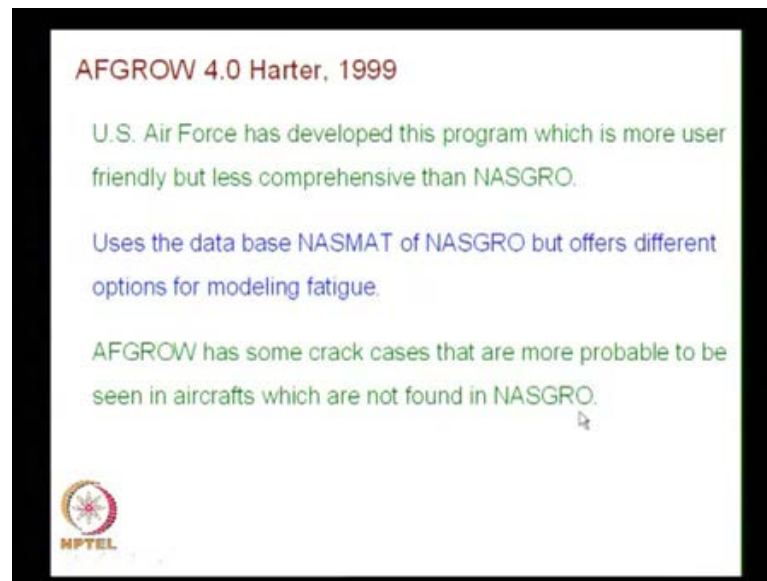 AFGROW 4.0 Harter, 1999
U.S. Air Force has developed this program which is more user
friendly but less comprehensive than NASGRO.
Uses the data base NASMAT of NASGRO but offers different
options for modeling fatigue.
AFGROW has some crack cases that are more probable to be
seen in aircrafts which are not found in NASGRO.
NPTEL